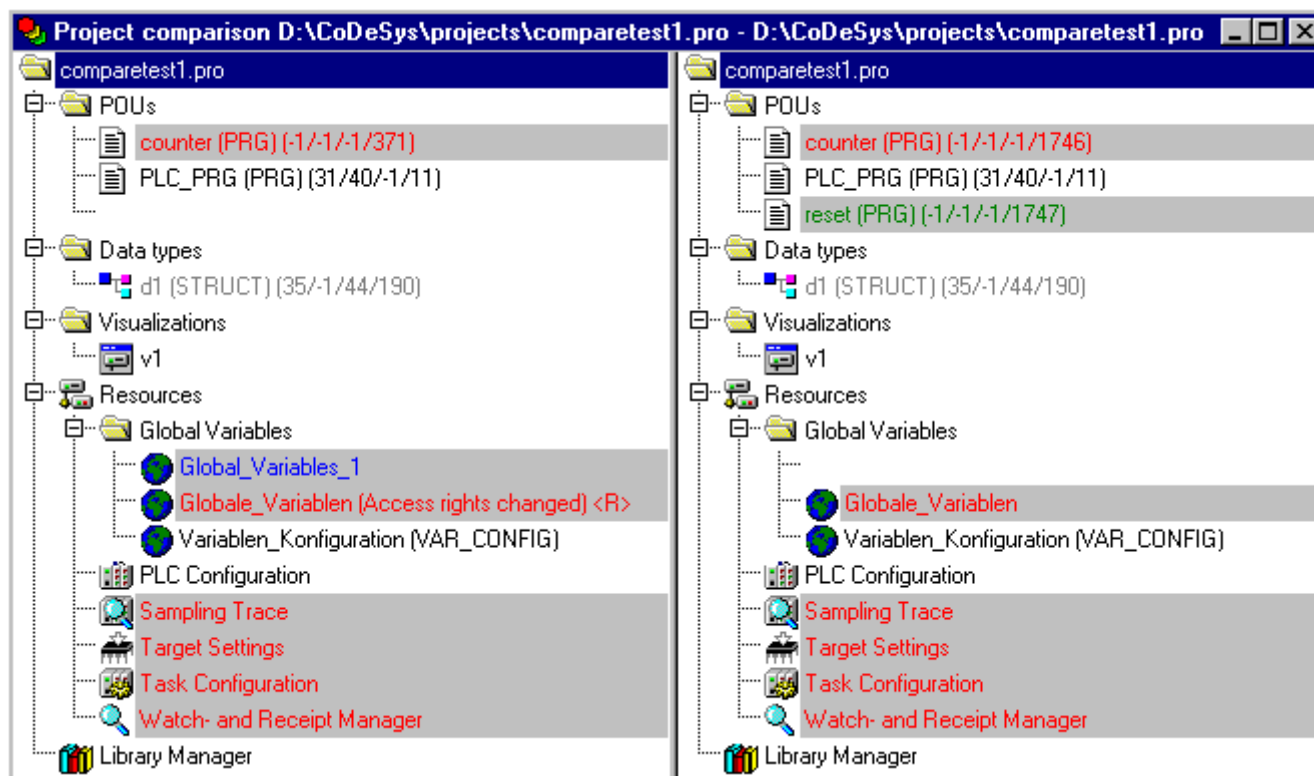 Project comparison D:\CoDeSys\projects\comparetest1.pro - D:\CoDeSys\projects\comparetest1.pro
comparetest1.pro
POUs
counter (PRG) (-1/-1/-1/371)
PLC_PRG (PRG) (31/40/-1/11)
Data types
d1 (STRUCT) (35/-1/44/190)
Visualizations
v1
Resources
Global Variables
Global_Variables_1
Globale_Variablen (Access rights changed) <R>
Variablen_Konfiguration (VAR_CONFIG)
PLC Configuration
Sampling Trace
Target Settings
Task Configuration
Watch- and Receipt Manager
Library Manager
comparetest1.pro
POUs
counter (PRG) (-1/-1/-1/1746)
PLC_PRG (PRG) (31/40/-1/11)
reset (PRG) (-1/-1/-1/1747)
Data types
d1 (STRUCT) (35/-1/44/190)
Visualizations
v1
Resources
Global Variables
Globale_Variablen
Variablen_Konfiguration (VAR_CONFIG)
PLC Configuration
Sampling Trace
Target Settings
Task Configuration
Watch- and Receipt Manager
Library Manager